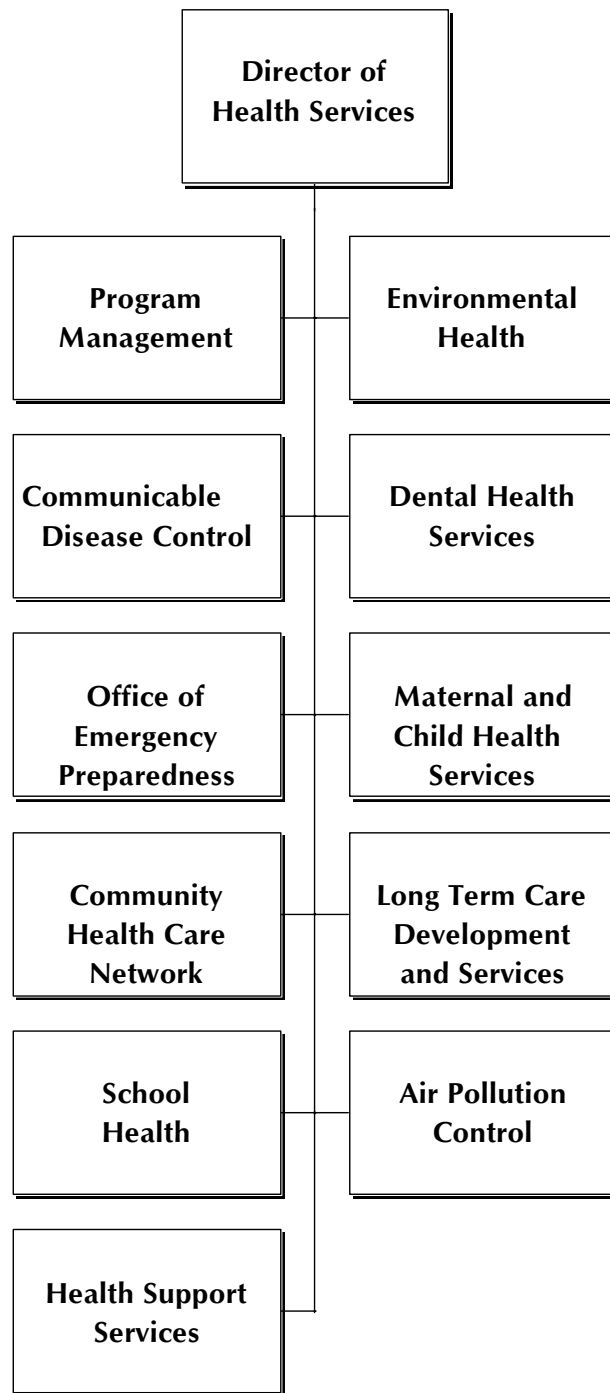 Director of
Health Services
Program
Management
Environmental
Health
Communicable
Disease Control
Dental Health
Services
Office of
Emergency
Preparedness
Maternal and
Child Health
Services
Community
Health Care
Network
Long Term Care
Development
and Services
School
Health
Air Pollution
Control
Health Support
Services